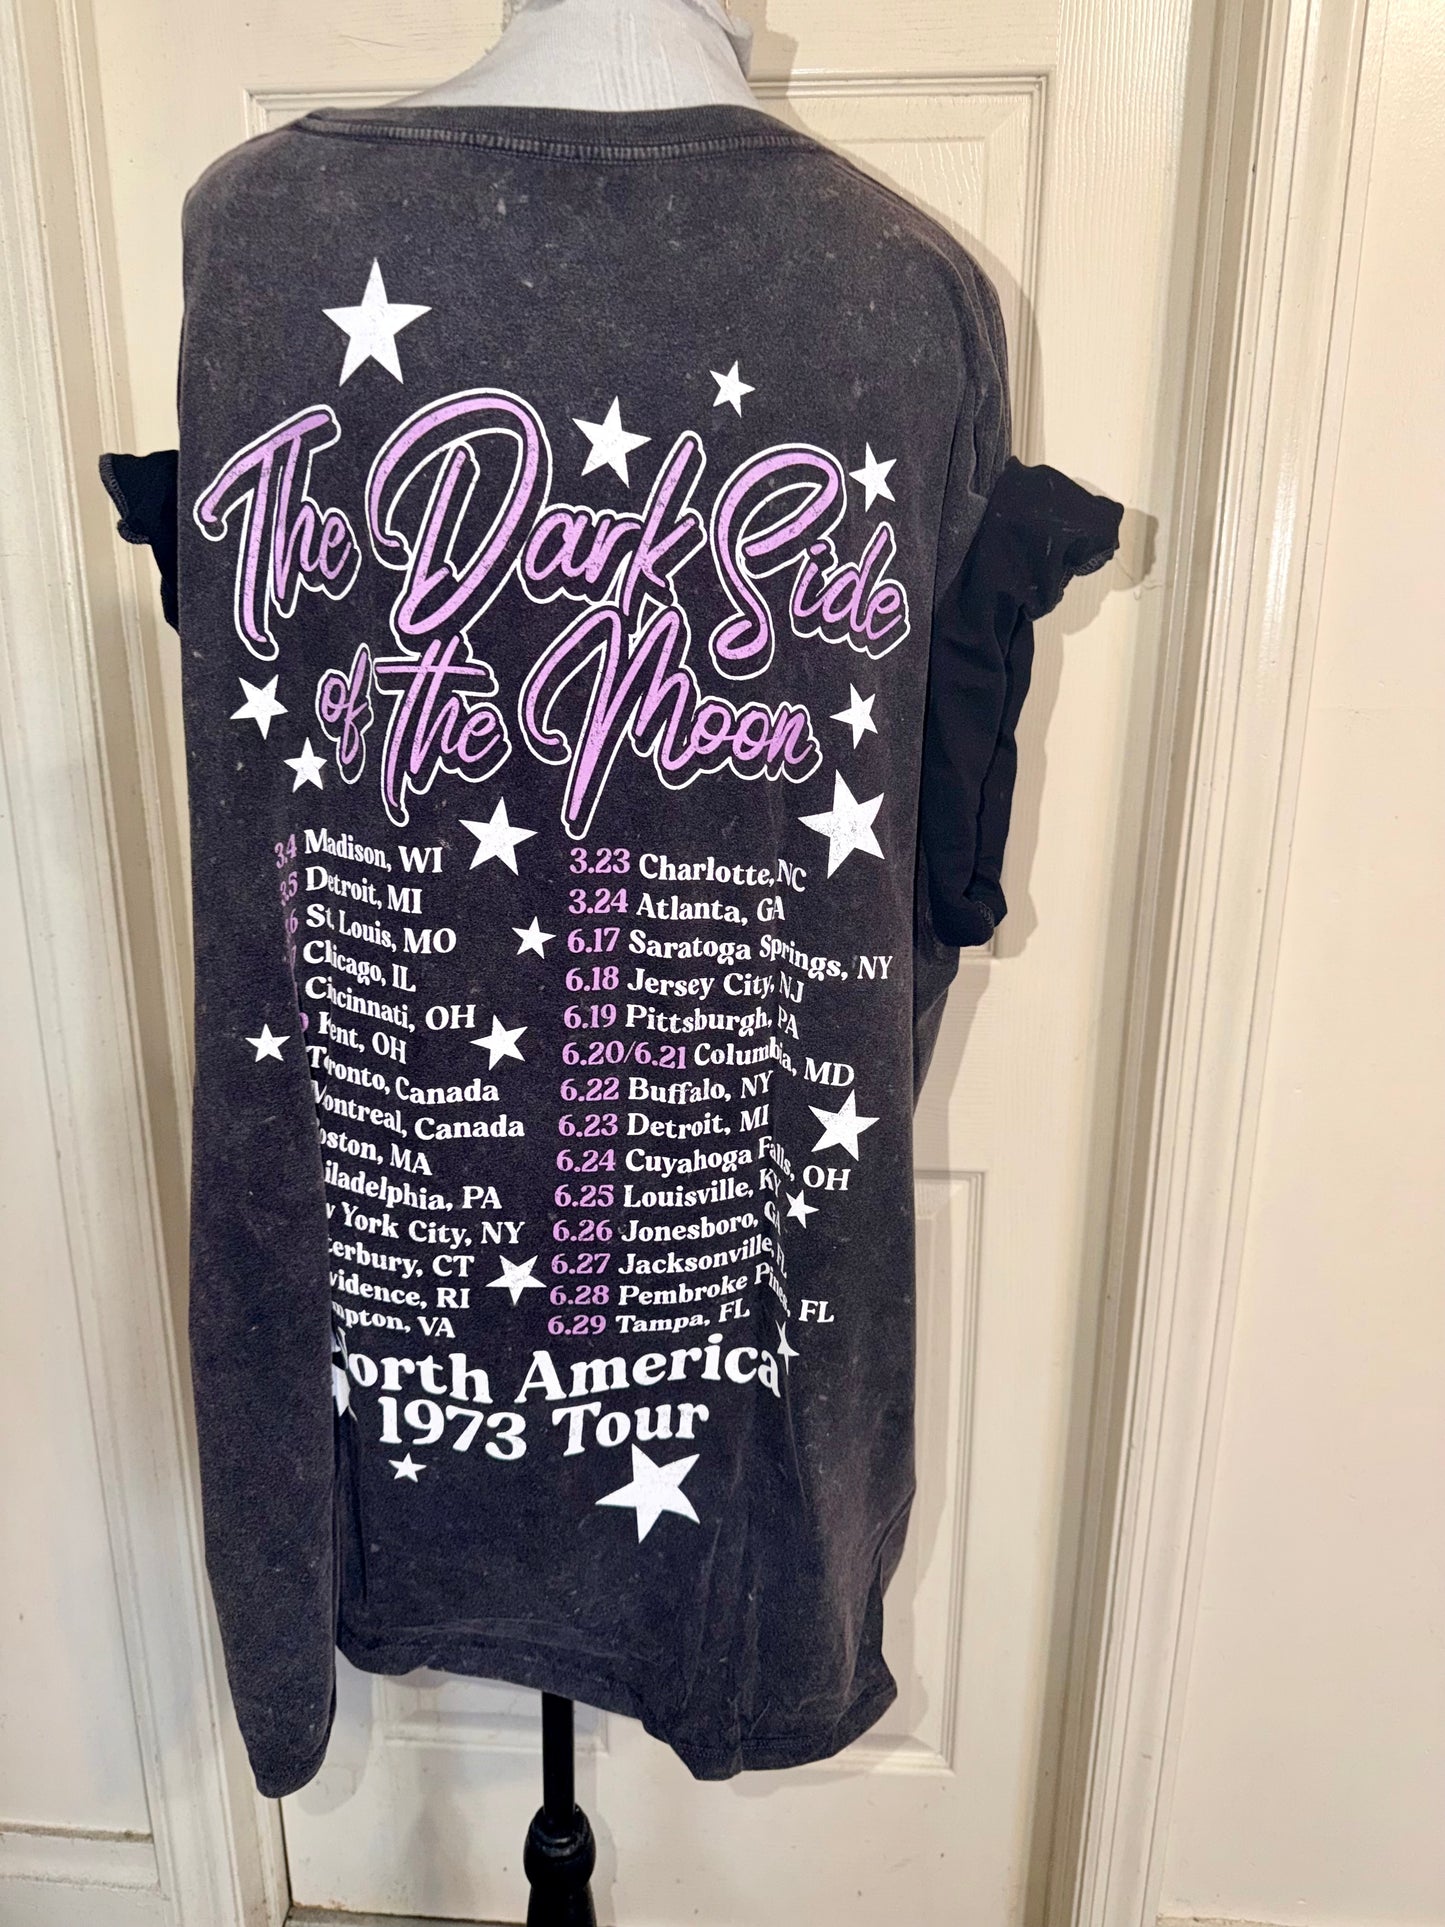 The Dark Side
of the Moon
3.4 Madison, WI
3.5 Detroit, MI
St. Louis, MO
Chicago, IL
Cincinnati, OH
Kent, OH
Toronto, Canada
Montreal, Canada
Boston, MA
Philadelphia, PA
York City, NY
CT
RI
VA
3.23 Charlotte, NC
3.24 Atlanta, GA
6.17 Saratoga Springs, NY
6.18 Jersey City, NJ
6.19 Pittsburgh, PA
6.20/6.21 Columbia, MD
6.22 Buffalo, NY
6.23 Detroit, MI
6.24 Cuyahoga Falls, OH
6.25 Louisville, KY
6.26 Jonesboro, GA
6.27 Jacksonville, FL
6.28 Pembroke Pines, FL
6.29 Tampa, FL
North America
1973 Tour